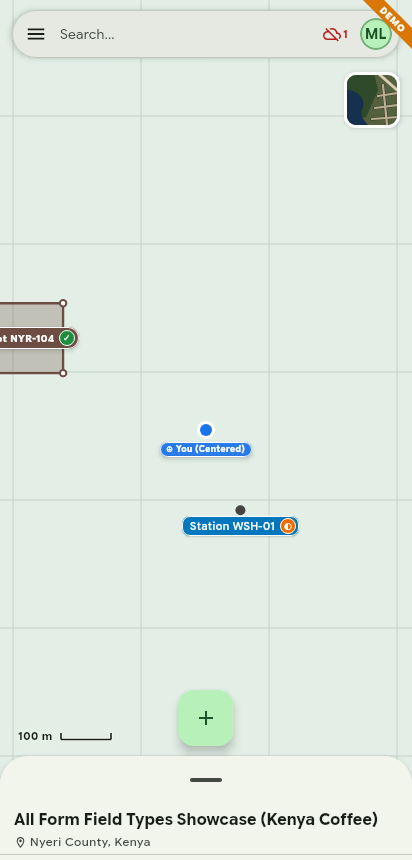 Search...
1
ML
DEMO
ot NYR-104
You (Centered)
Station WSH-01
100 m
All Form Field Types Showcase (Kenya Coffee)
Nyeri County, Kenya